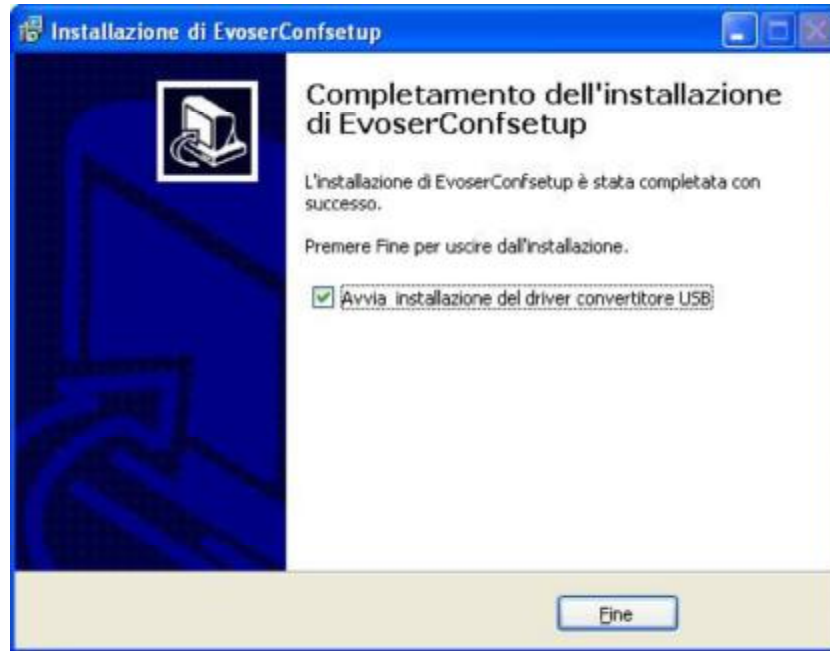 Installazione di EvoserConfsetup
Completamento dell'installazione
di EvoserConfsetup
L'installazione di EvoserConfsetup è stata completata con
successo.
Premere Fine per uscire dall'installazione.
Avvia installazione del driver convertitore USB
Fine